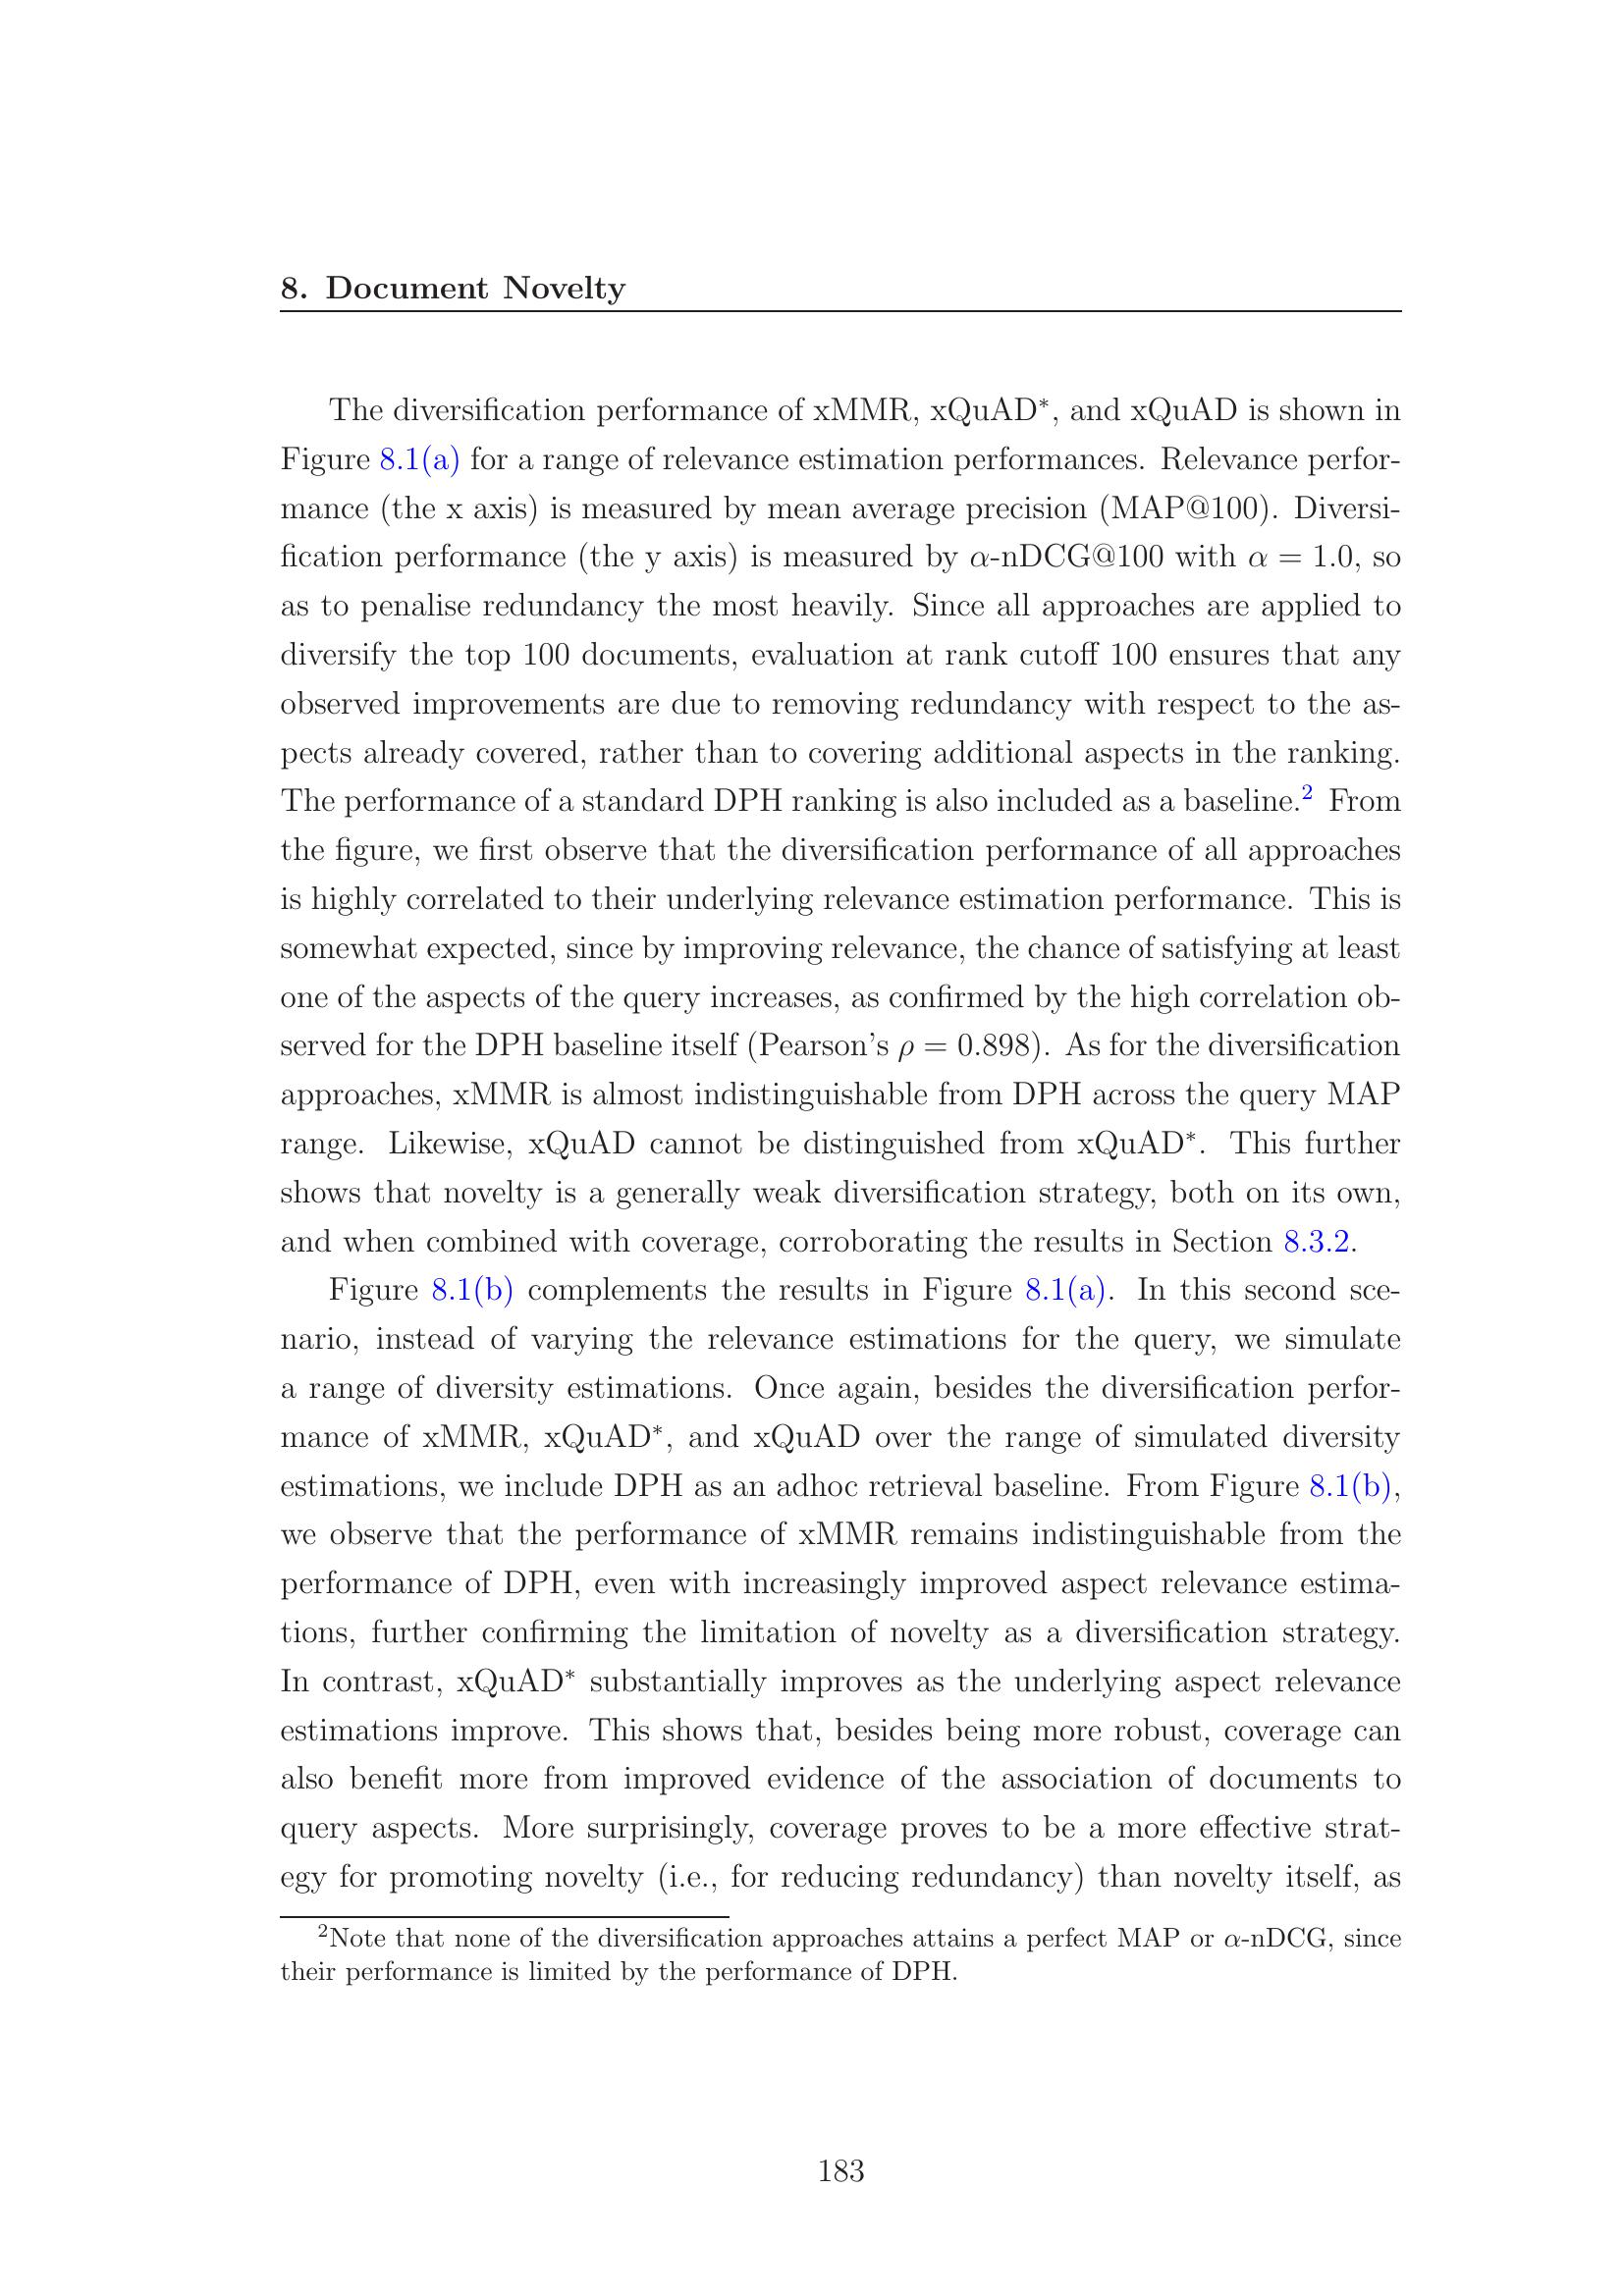 8. Document Novelty
The diversification performance of xMMR, xQuAD*, and xQuAD is shown in
Figure 8.1(a) for a range of relevance estimation performances. Relevance perfor-
mance (the x axis) is measured by mean average precision (MAP@100). Diversi-
fication performance (the y axis) is measured by α-nDCG@100 with α = 1.0, so
as to penalise redundancy the most heavily. Since all approaches are applied to
diversify the top 100 documents, evaluation at rank cutoff 100 ensures that any
observed improvements are due to removing redundancy with respect to the as-
pects already covered, rather than to covering additional aspects in the ranking.
The performance of a standard DPH ranking is also included as a baseline.² From
the figure, we first observe that the diversification performance of all approaches
is highly correlated to their underlying relevance estimation performance. This is
somewhat expected, since by improving relevance, the chance of satisfying at least
one of the aspects of the query increases, as confirmed by the high correlation ob-
served for the DPH baseline itself (Pearson's ρ = 0.898). As for the diversification
approaches, xMMR is almost indistinguishable from DPH across the query MAP
range. Likewise, xQuAD cannot be distinguished from xQuAD*. This further
shows that novelty is a generally weak diversification strategy, both on its own,
and when combined with coverage, corroborating the results in Section 8.3.2.
Figure 8.1(b) complements the results in Figure 8.1(a). In this second sce-
nario, instead of varying the relevance estimations for the query, we simulate
a range of diversity estimations. Once again, besides the diversification perfor-
mance of xMMR, xQuAD*, and xQuAD over the range of simulated diversity
estimations, we include DPH as an adhoc retrieval baseline. From Figure 8.1(b),
we observe that the performance of xMMR remains indistinguishable from the
performance of DPH, even with increasingly improved aspect relevance estima-
tions, further confirming the limitation of novelty as a diversification strategy.
In contrast, xQuAD* substantially improves as the underlying aspect relevance
estimations improve. This shows that, besides being more robust, coverage can
also benefit more from improved evidence of the association of documents to
query aspects. More surprisingly, coverage proves to be a more effective strat-
egy for promoting novelty (i.e., for reducing redundancy) than novelty itself, as
²Note that none of the diversification approaches attains a perfect MAP or α-nDCG, since
their performance is limited by the performance of DPH.
183